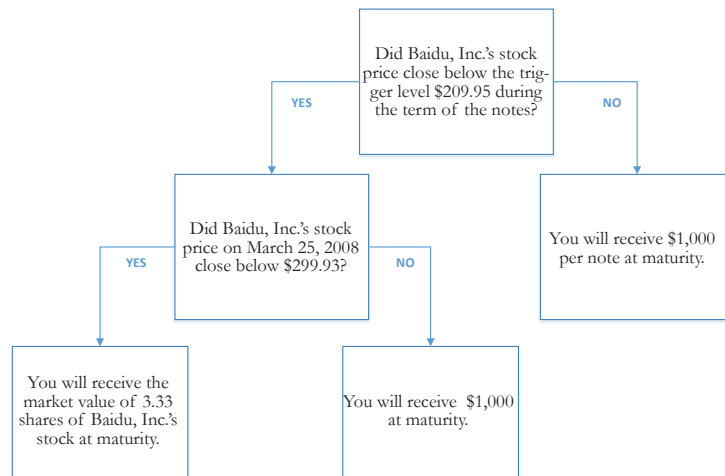 Did Baidu, Inc.'s stock
price close below the trig-
ger level $209.95 during
the term of the notes?
YES
NO
Did Baidu, Inc.'s stock
price on March 25, 2008
close below $299.93?
You will receive $1,000
per note at maturity.
YES
NO
You will receive the
market value of 3.33
shares of Baidu, Inc.'s
stock at maturity.
You will receive $1,000
at maturity.